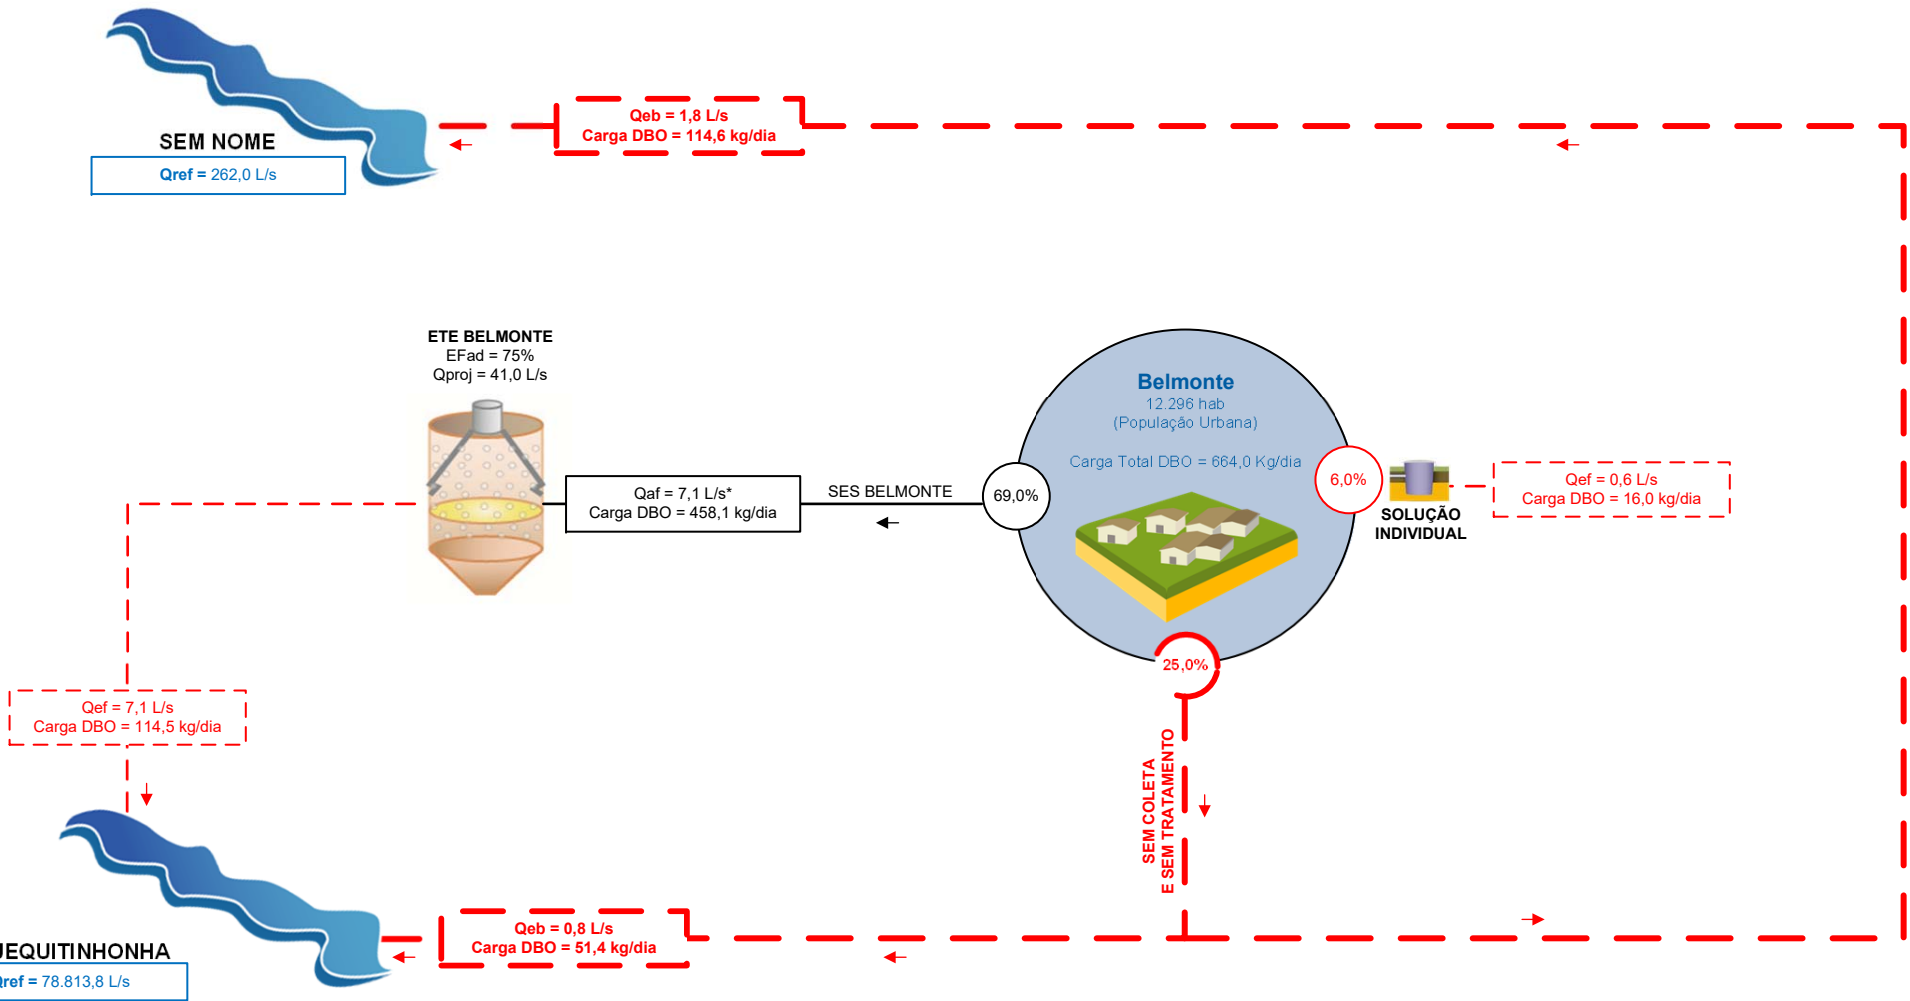 Qeb = 1,8 L/s
Carga DBO = 114,6 kg/dia
SEM NOME
Qref = 262,0 L/s
ETE BELMONTE
EFad = 75%
Qproj = 41,0 L/s
Belmonte
12.296 hab
(População Urbana)
Carga Total DBO = 664,0 Kg/dia
Qaf = 7,1 L/s*
Carga DBO = 458,1 kg/dia
SES BELMONTE
69,0%
6,0%
SOLUÇÃO
INDIVIDUAL
Qef = 0,6 L/s
Carga DBO = 16,0 kg/dia
25,0%
Qef = 7,1 L/s
Carga DBO = 114,5 kg/dia
SEM COLETA
E SEM TRATAMENTO
Qeb = 0,8 L/s
Carga DBO = 51,4 kg/dia
JEQUITINHONHA
Qref = 78.813,8 L/s